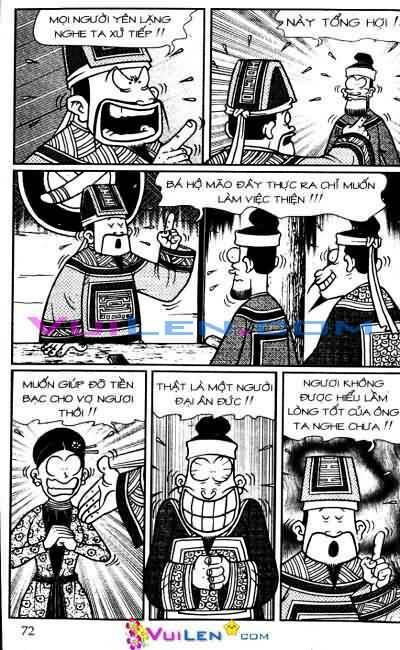 MỌI NGƯỜI YÊN LẶNG
NGHE TA XỬ TIẾP !!
NÀY TỔNG HỢI !!
BÁ HỘ MÃO ĐÂY THỰC RA CHỈ MUỐN
LÀM VIỆC THIỆN !!!
VUILEN.COM
MUỐN GIÚP ĐỠ TIỀN
BẠC CHO VỢ NGƯƠI
THÔI !!
THẬT LÀ MỘT NGƯỜI
ĐẠI ÂN ĐỨC !!
NGƯƠI KHÔNG
ĐƯỢC HIỂU LẦM
LÒNG TỐT CỦA ÔNG
TA NGHE CHƯA !!
72
VUILEN.COM